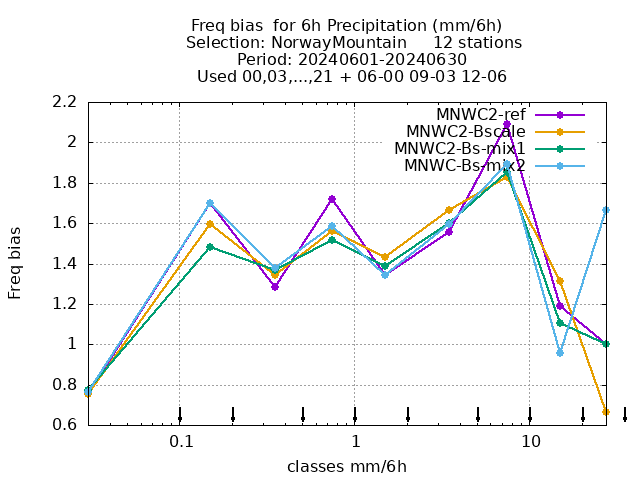 Freq bias  for 6h Precipitation (mm/6h)
Selection: NorwayMountain     12 stations
Period: 20240601-20240630
Used 00,03,...,21 + 06-00 09-03 12-06
2.2
2
1.8
1.6
1.4
1.2
1
0.8
0.6
Freq bias
MNWC2-ref
MNWC2-Bscale
MNWC2-Bs-mix1
MNWC-Bs-mix2
0.1
1
10
classes mm/6h